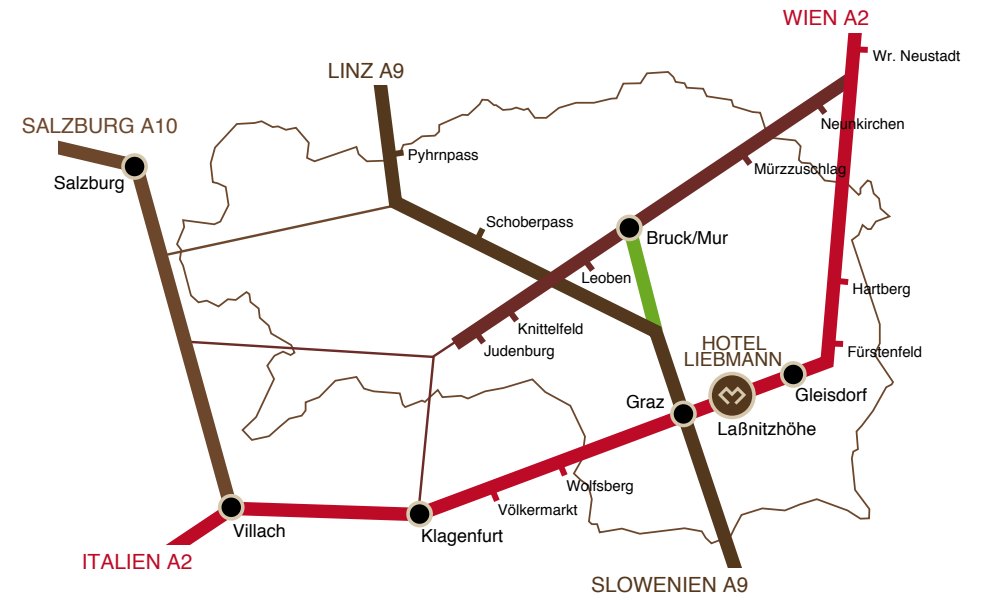 WIEN A2
Wr. Neustadt
LINZ A9
SALZBURG A10
Neunkirchen
Pyhrnpass
Mürzzuschlag
Salzburg
Schoberpass
Bruck/Mur
Leoben
Hartberg
Knittelfeld
Judenburg
HOTEL
LIEBMANN
Fürstenfeld
Gleisdorf
Graz
Laßnitzhöhe
Wolfsberg
Völkermarkt
Villach
Klagenfurt
ITALIEN A2
SLOWENIEN A9